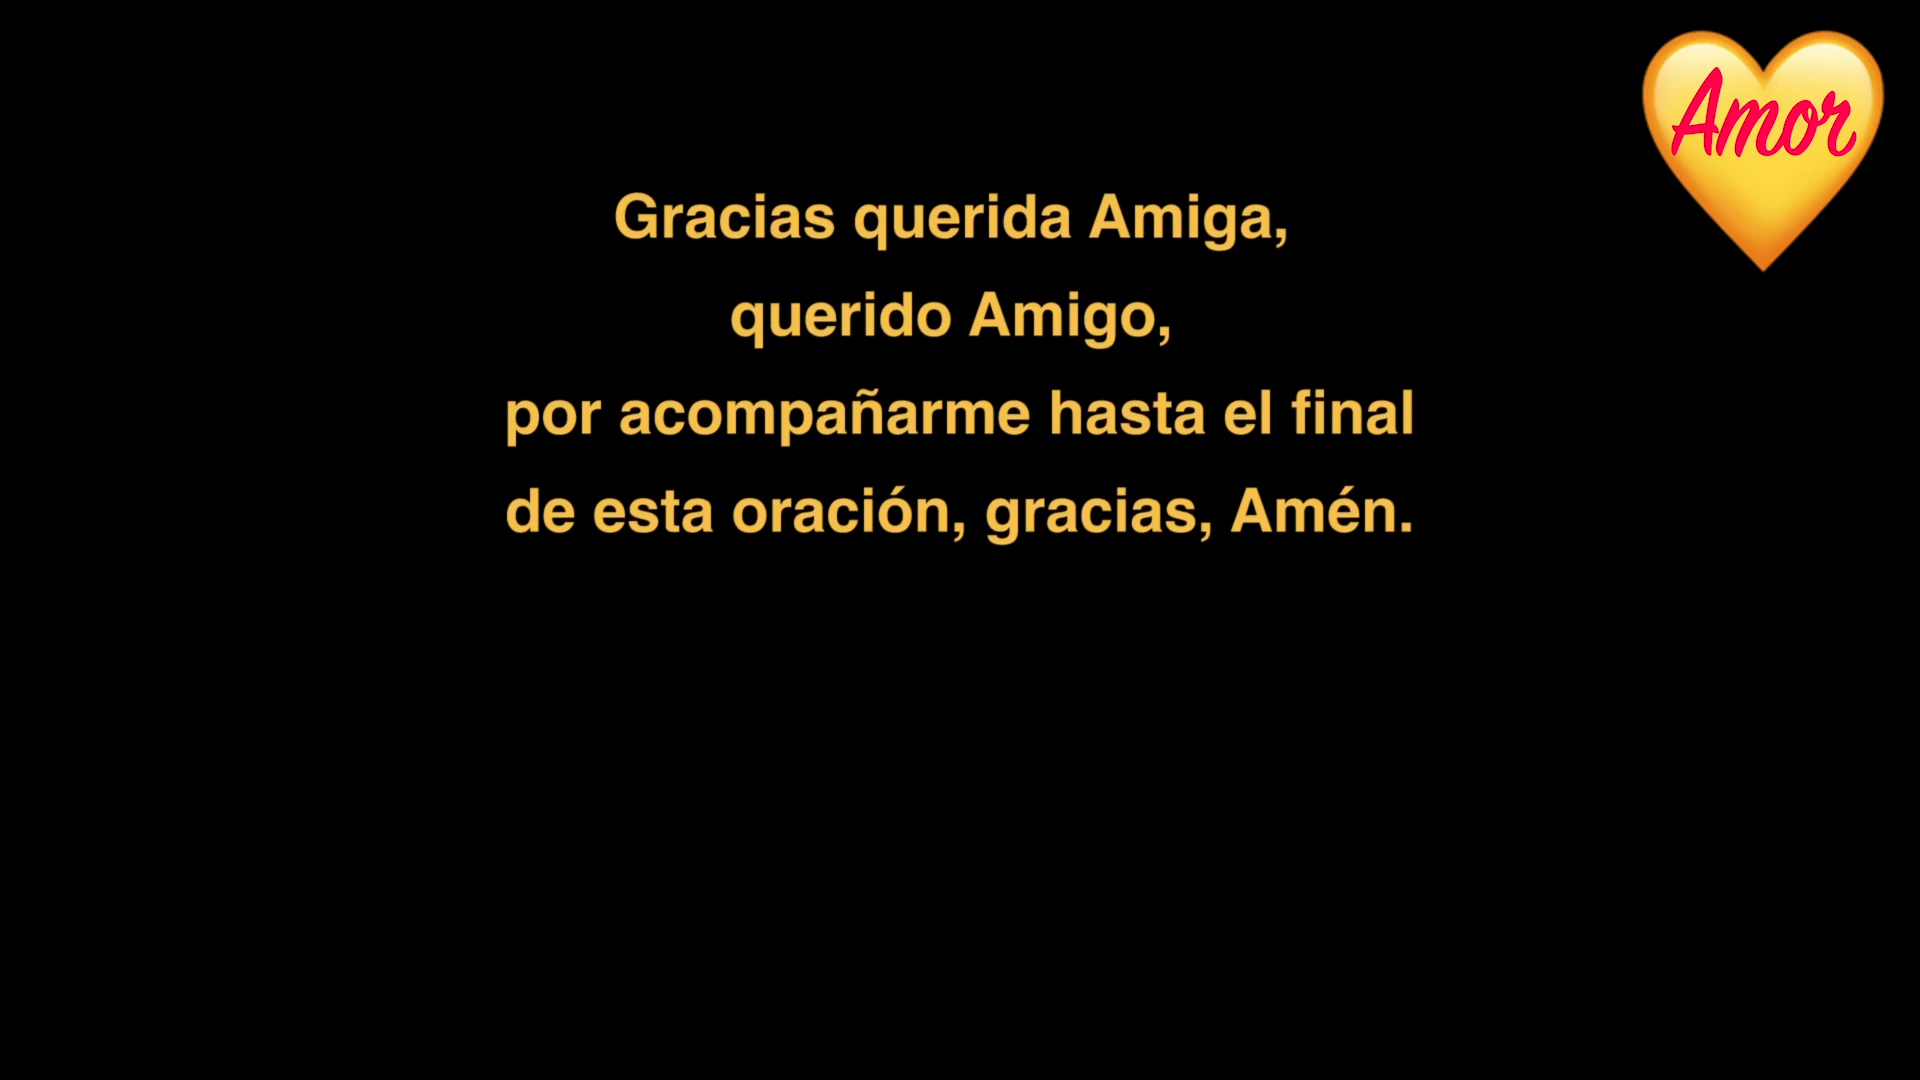 Amor
Gracias querida Amiga,
querido Amigo,
por acompañarme hasta el final
de esta oración, gracias, Amén.